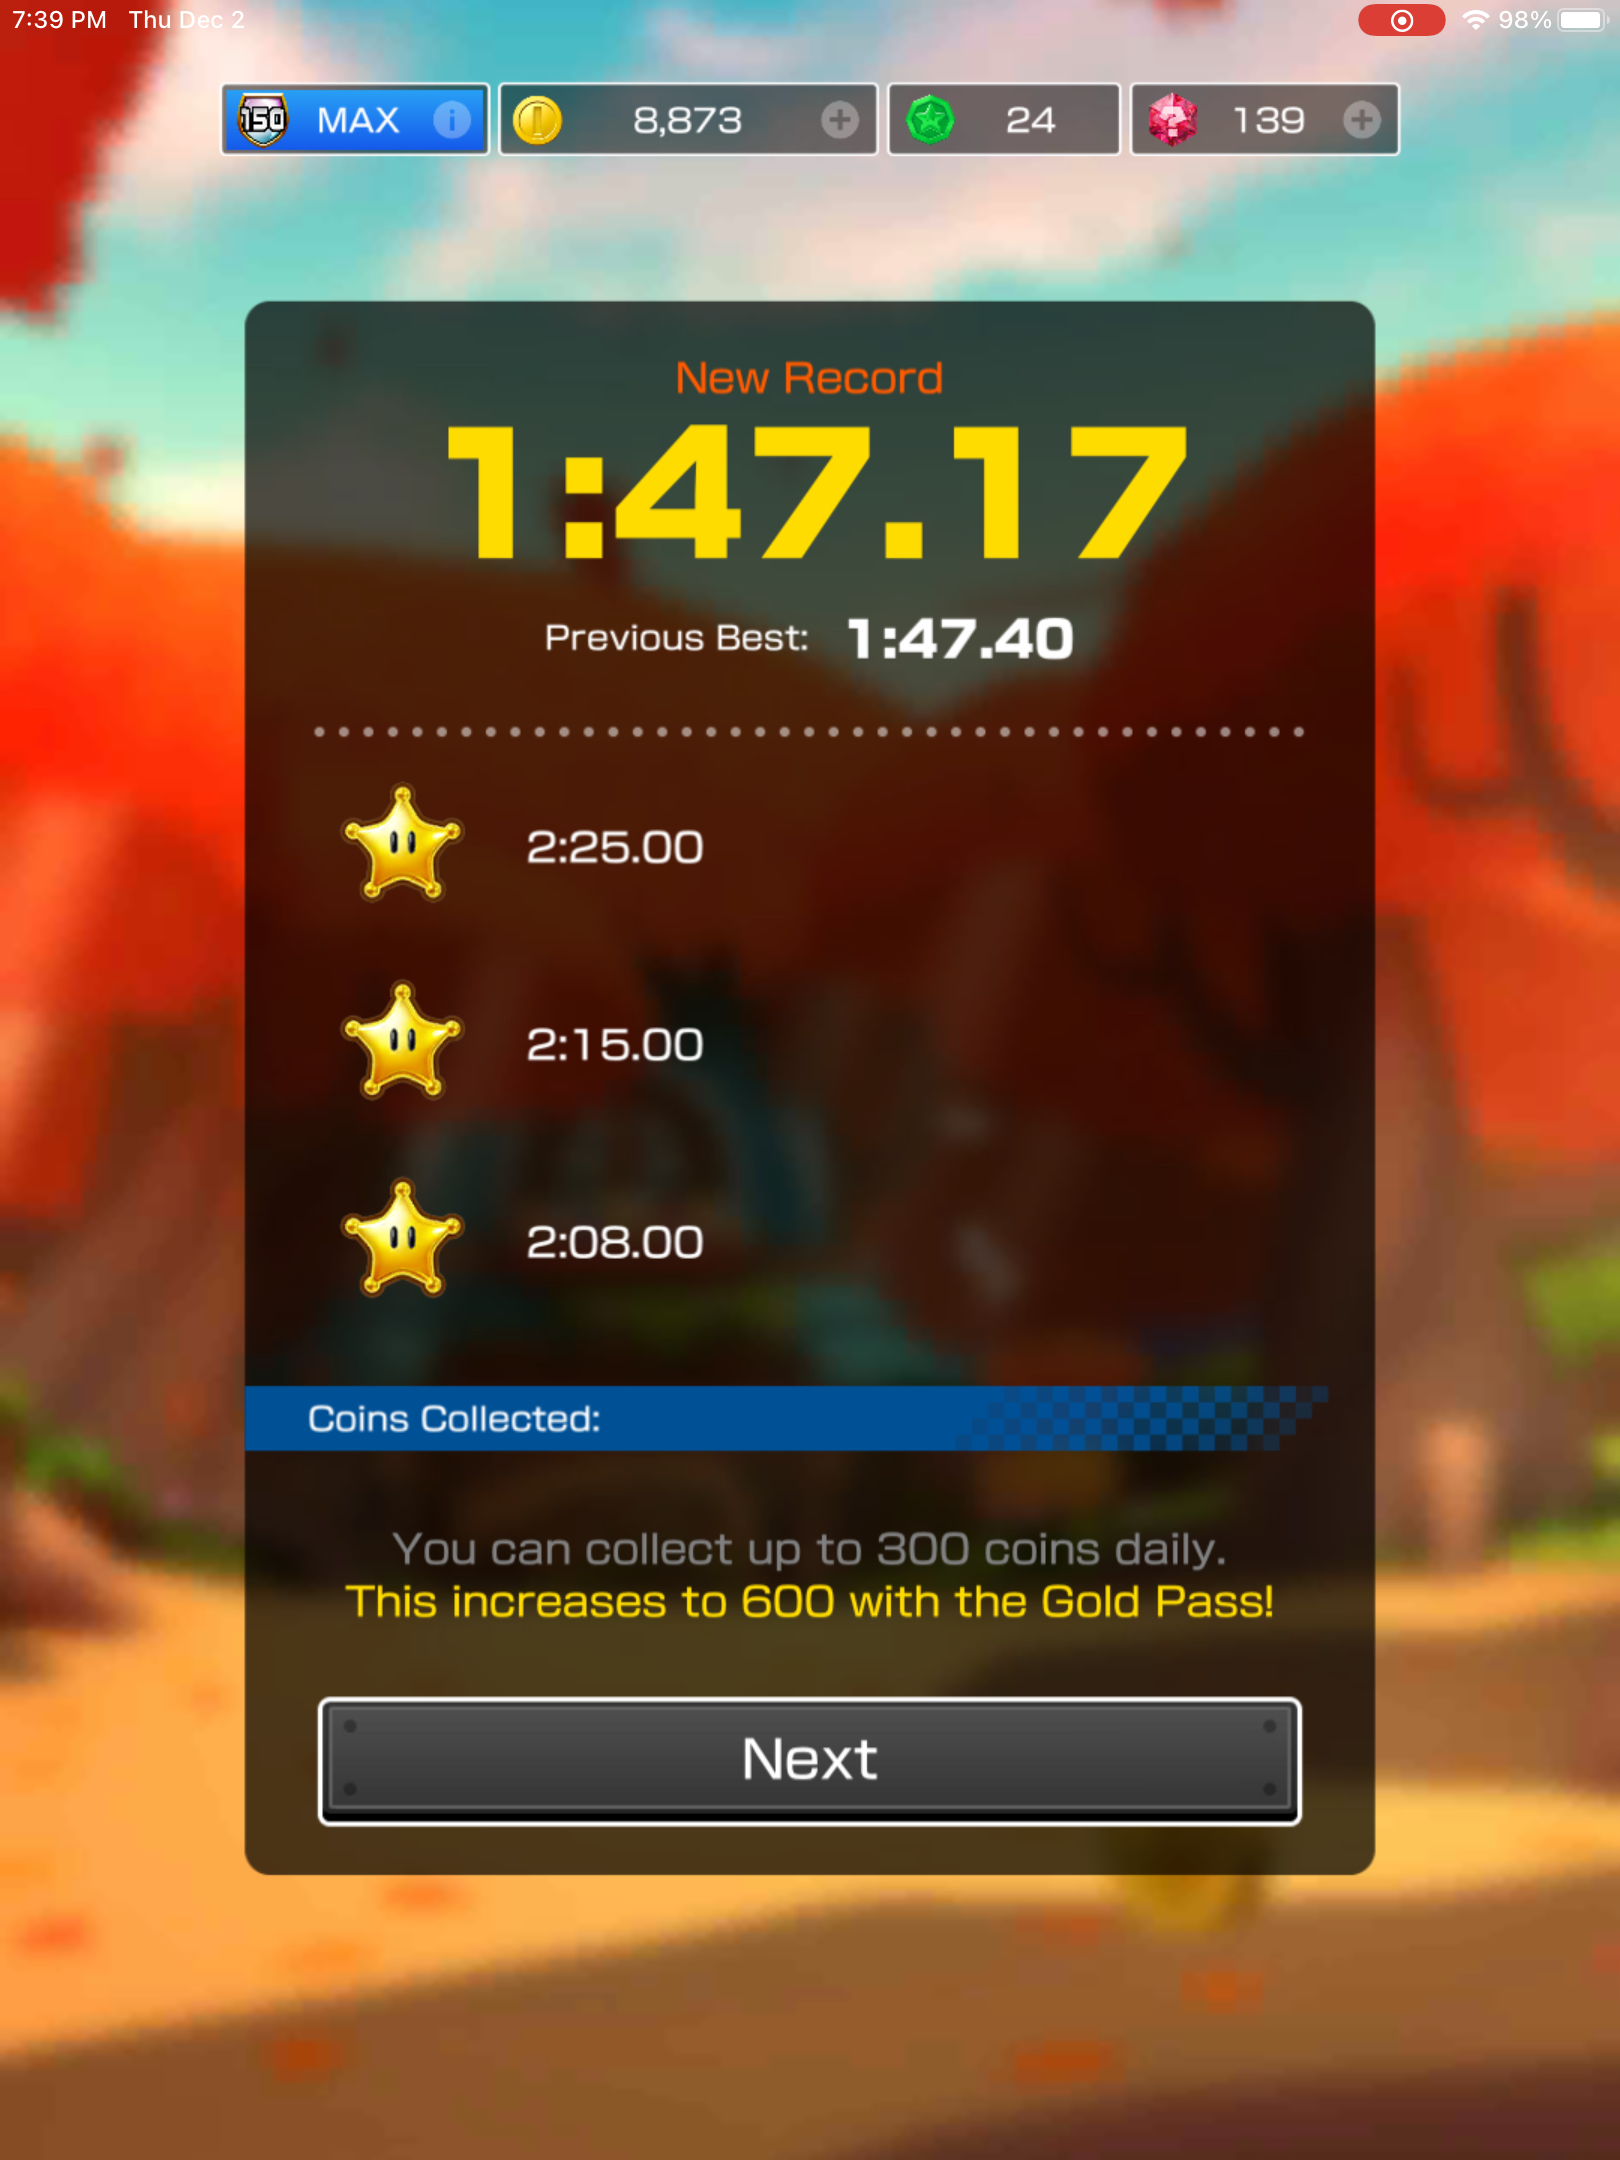 7:39 PM Thu Dec 2 98%
150 MAX i 8,873 + 24 ? 139 +
New Record
1:47.17
Previous Best: 1:47.40
2:25.00
2:15.00
2:08.00
Coins Collected:
You can collect up to 300 coins daily.
This increases to 600 with the Gold Pass!
Next